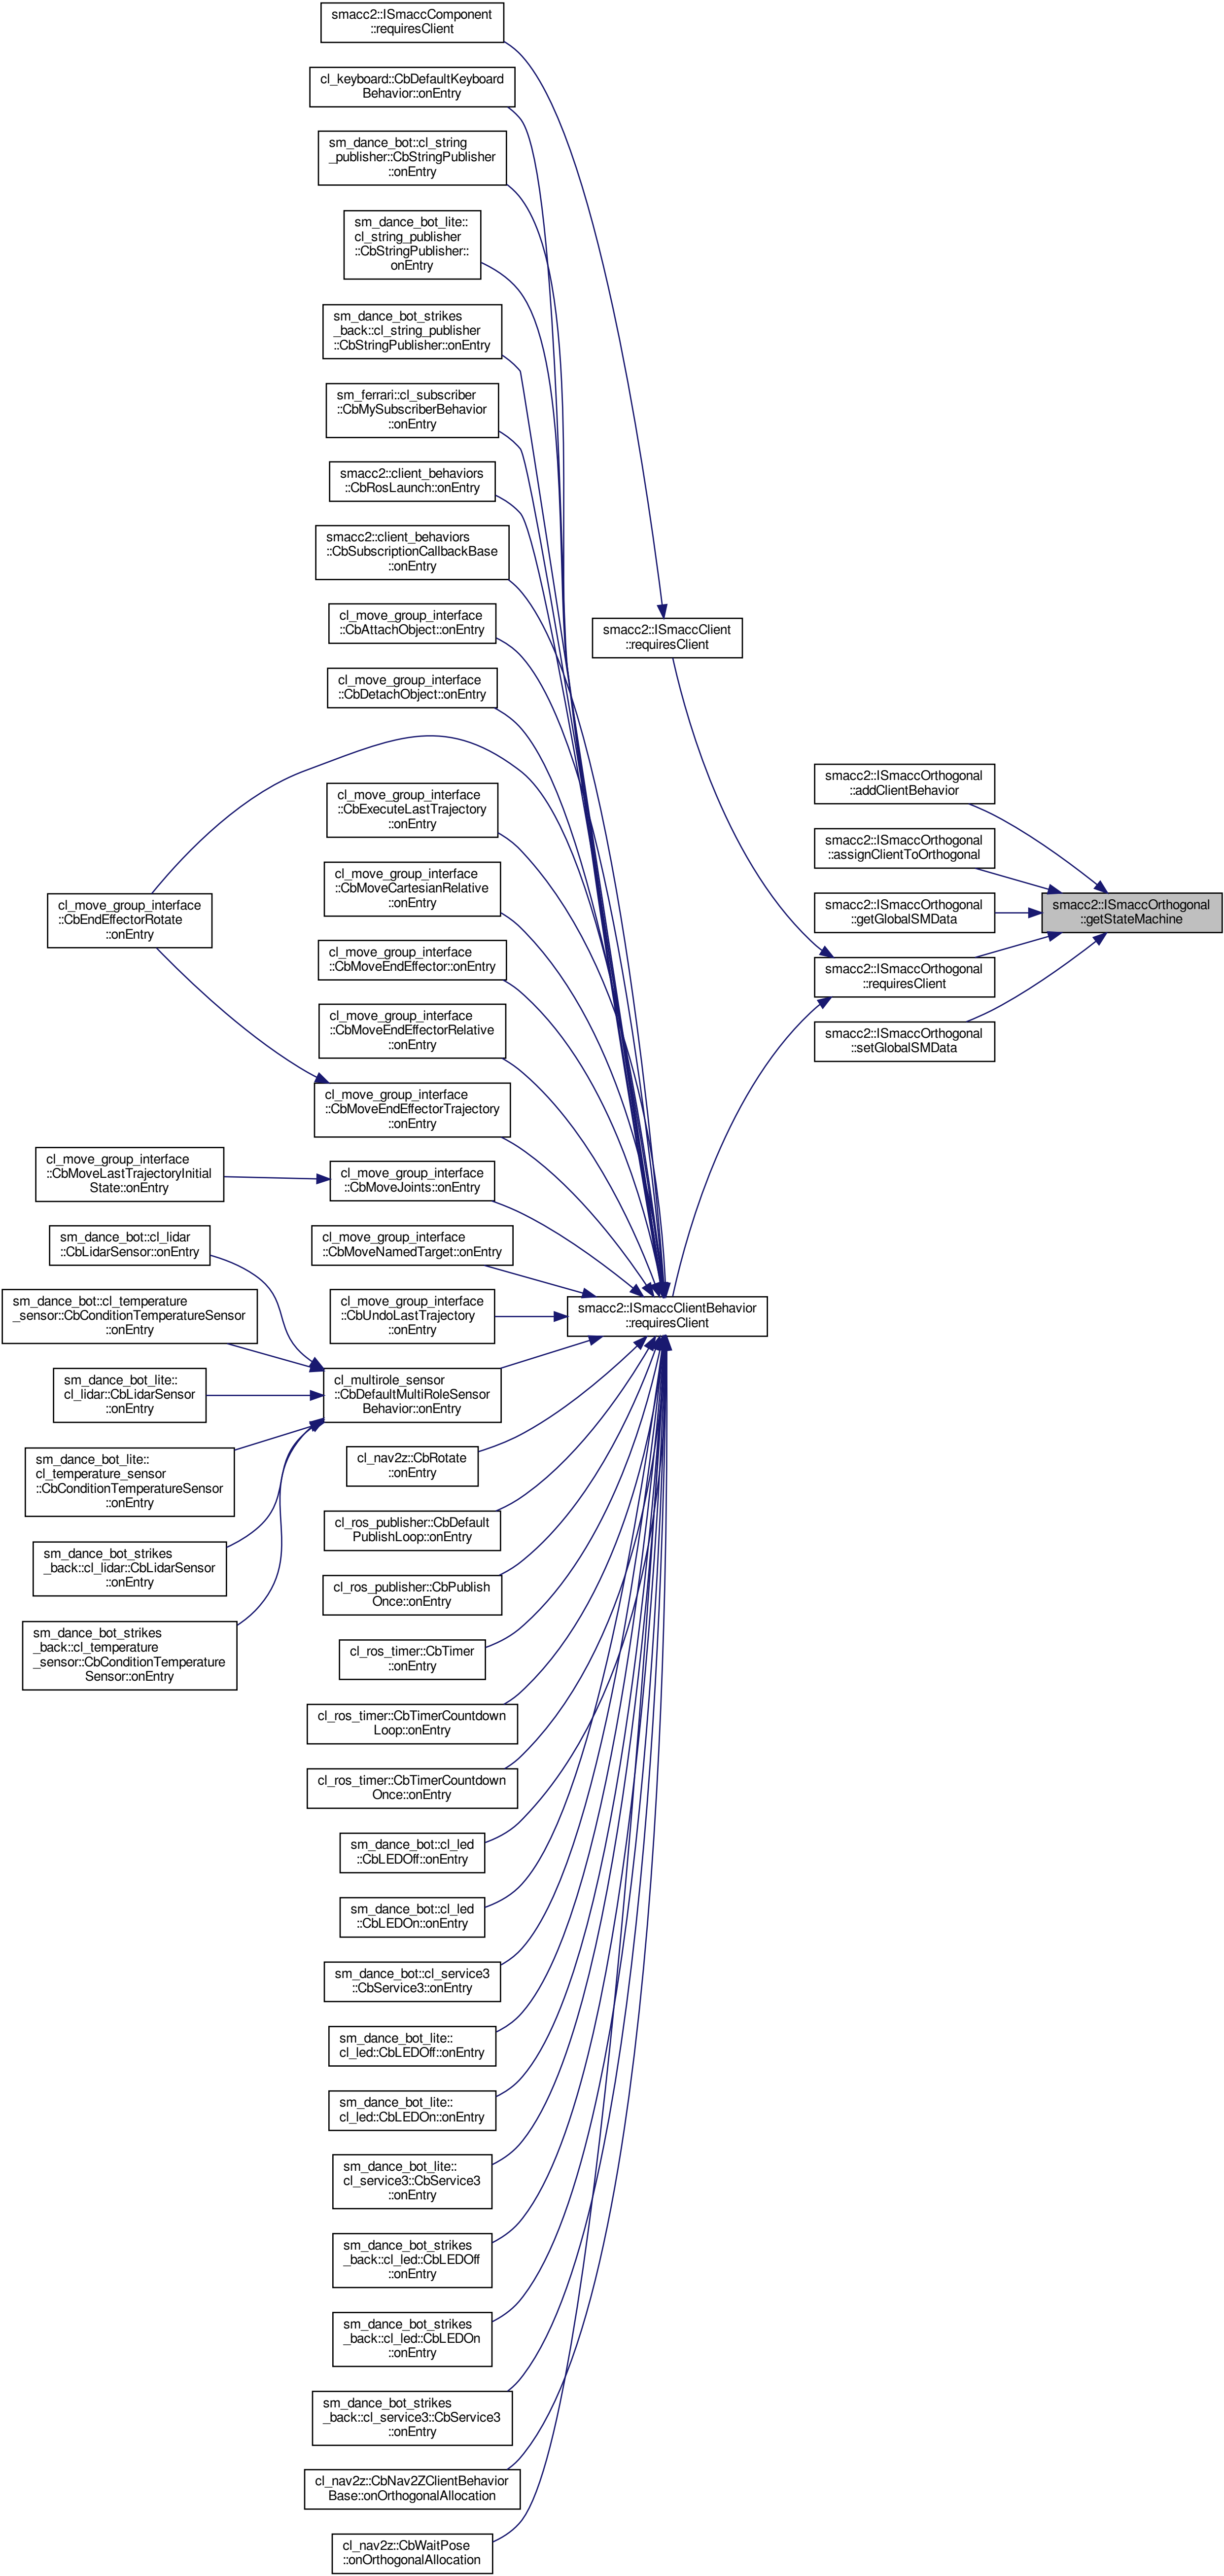 smacc2::ISmaccComponent
::requiresClient
cl_keyboard::CbDefaultKeyboard
Behavior::onEntry
sm_dance_bot::cl_string
_publisher::CbStringPublisher
::onEntry
sm_dance_bot_lite::
cl_string_publisher
::CbStringPublisher::
onEntry
sm_dance_bot_strikes
_back::cl_string_publisher
::CbStringPublisher::onEntry
sm_ferrari::cl_subscriber
::CbMySubscriberBehavior
::onEntry
smacc2::client_behaviors
::CbRosLaunch::onEntry
smacc2::client_behaviors
::CbSubscriptionCallbackBase
::onEntry
cl_move_group_interface
::CbAttachObject::onEntry
cl_move_group_interface
::CbDetachObject::onEntry
cl_move_group_interface
::CbExecuteLastTrajectory
::onEntry
cl_move_group_interface
::CbMoveCartesianRelative
::onEntry
cl_move_group_interface
::CbEndEffectorRotate
::onEntry
cl_move_group_interface
::CbMoveEndEffector::onEntry
cl_move_group_interface
::CbMoveEndEffectorRelative
::onEntry
cl_move_group_interface
::CbMoveEndEffectorTrajectory
::onEntry
cl_move_group_interface
::CbMoveLastTrajectoryInitial
State::onEntry
cl_move_group_interface
::CbMoveJoints::onEntry
cl_move_group_interface
::CbMoveNamedTarget::onEntry
cl_move_group_interface
::CbUndoLastTrajectory
::onEntry
sm_dance_bot::cl_lidar
::CbLidarSensor::onEntry
sm_dance_bot::cl_temperature
_sensor::CbConditionTemperatureSensor
::onEntry
sm_dance_bot_lite::
cl_lidar::CbLidarSensor
::onEntry
sm_dance_bot_lite::
cl_temperature_sensor
::CbConditionTemperatureSensor
::onEntry
sm_dance_bot_strikes
_back::cl_lidar::CbLidarSensor
::onEntry
sm_dance_bot_strikes
_back::cl_temperature
_sensor::CbConditionTemperature
Sensor::onEntry
cl_multirole_sensor
::CbDefaultMultiRoleSensor
Behavior::onEntry
cl_nav2z::CbRotate
::onEntry
cl_ros_publisher::CbDefault
PublishLoop::onEntry
cl_ros_publisher::CbPublish
Once::onEntry
cl_ros_timer::CbTimer
::onEntry
cl_ros_timer::CbTimerCountdown
Loop::onEntry
cl_ros_timer::CbTimerCountdown
Once::onEntry
sm_dance_bot::cl_led
::CbLEDOff::onEntry
sm_dance_bot::cl_led
::CbLEDOn::onEntry
sm_dance_bot::cl_service3
::CbService3::onEntry
sm_dance_bot_lite::
cl_led::CbLEDOff::onEntry
sm_dance_bot_lite::
cl_led::CbLEDOn::onEntry
sm_dance_bot_lite::
cl_service3::CbService3
::onEntry
sm_dance_bot_strikes
_back::cl_led::CbLEDOff
::onEntry
sm_dance_bot_strikes
_back::cl_led::CbLEDOn
::onEntry
sm_dance_bot_strikes
_back::cl_service3::CbService3
::onEntry
cl_nav2z::CbNav2ZClientBehavior
Base::onOrthogonalAllocation
cl_nav2z::CbWaitPose
::onOrthogonalAllocation
smacc2::ISmaccClient
::requiresClient
smacc2::ISmaccClientBehavior
::requiresClient
smacc2::ISmaccOrthogonal
::addClientBehavior
smacc2::ISmaccOrthogonal
::assignClientToOrthogonal
smacc2::ISmaccOrthogonal
::getGlobalSMData
smacc2::ISmaccOrthogonal
::requiresClient
smacc2::ISmaccOrthogonal
::setGlobalSMData
smacc2::ISmaccOrthogonal
::getStateMachine